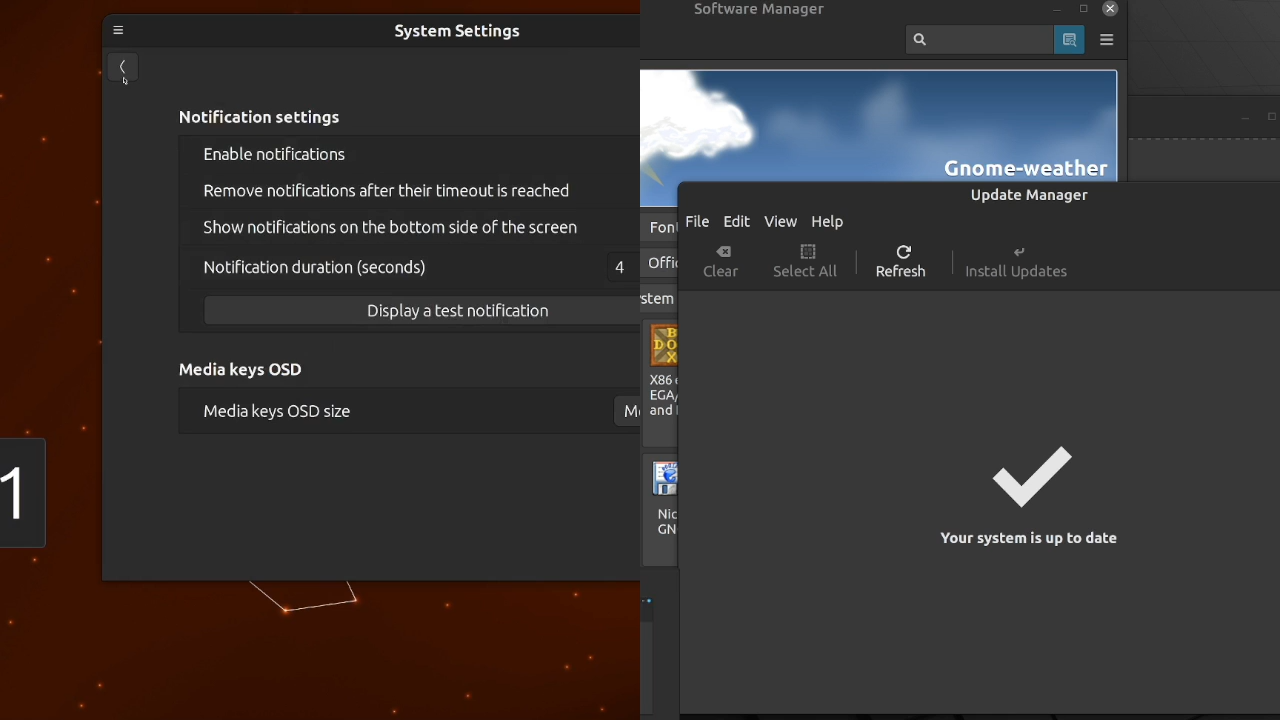 System Settings
Notification settings
Enable notifications
Remove notifications after their timeout is reached
Show notifications on the bottom side of the screen
Notification duration (seconds)
4
Display a test notification
Media keys OSD
Media keys OSD size
1
Software Manager
Gnome-weather
Update Manager
File Edit View Help
Clear
Select All
Refresh
Install Updates
X86
EGA/
and
Your system is up to date